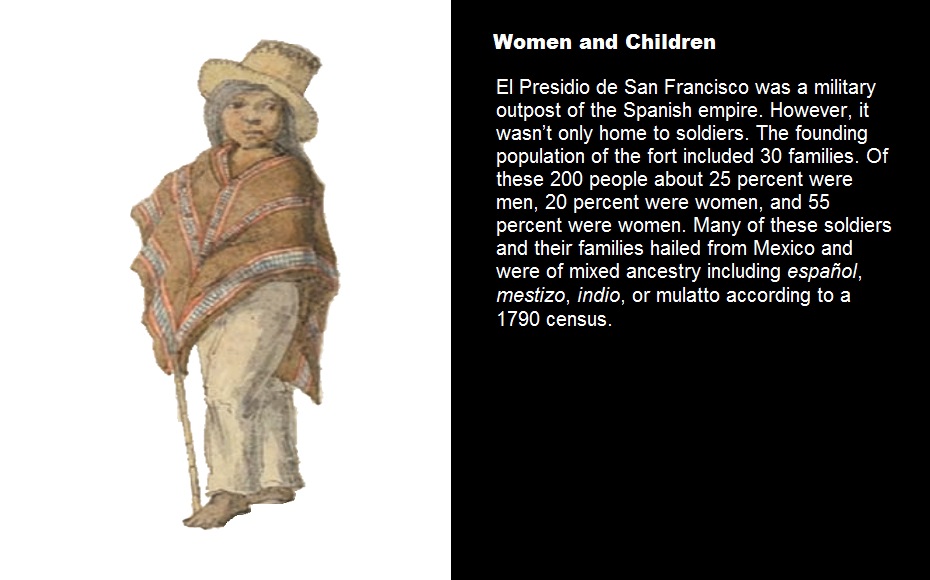 Women and Children
El Presidio de San Francisco was a military
outpost of the Spanish empire. However, it
wasn’t only home to soldiers. The founding
population of the fort included 30 families. Of
these 200 people about 25 percent were
men, 20 percent were women, and 55
percent were women. Many of these soldiers
and their families hailed from Mexico and
were of mixed ancestry including español,
mestizo, indio, or mulatto according to a
1790 census.